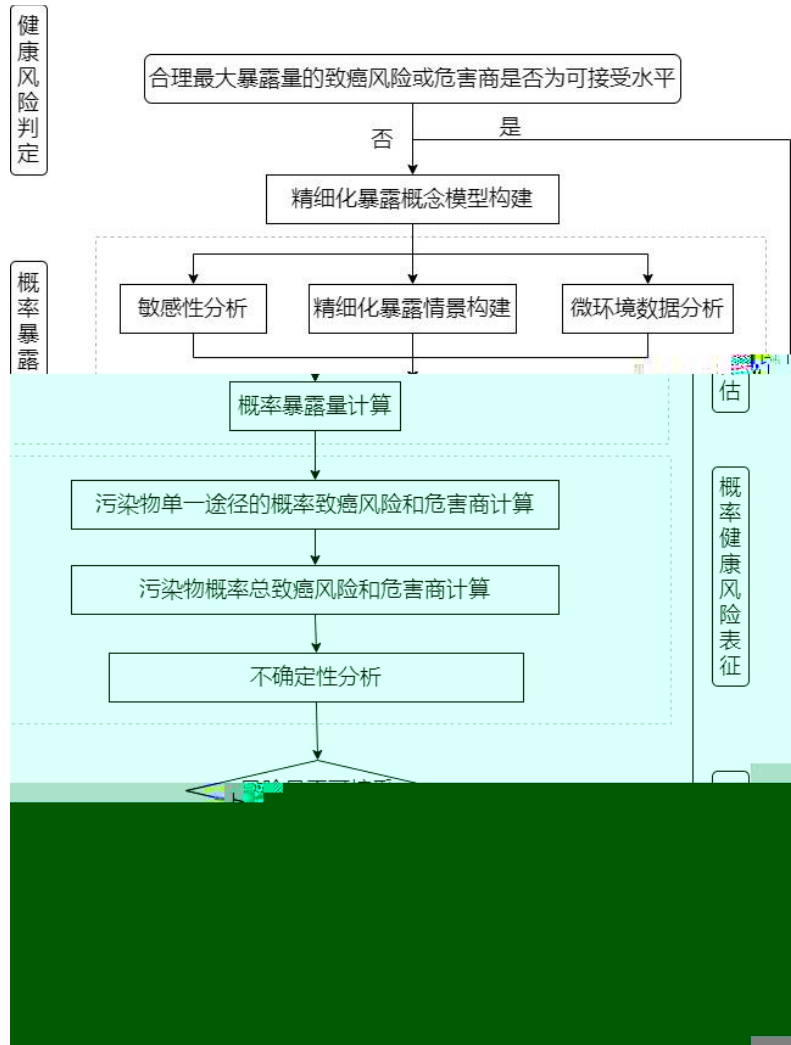 健康风险判定
合理最大暴露量的致癌风险或危害商是否为可接受水平
否
是
精细化暴露概念模型构建
概率暴露
敏感性分析
精细化暴露情景构建
微环境数据分析
估
概率暴露量计算
概率健康风险表征
污染物单一途径的概率致癌风险和危害商计算
污染物概率总致癌风险和危害商计算
不确定性分析